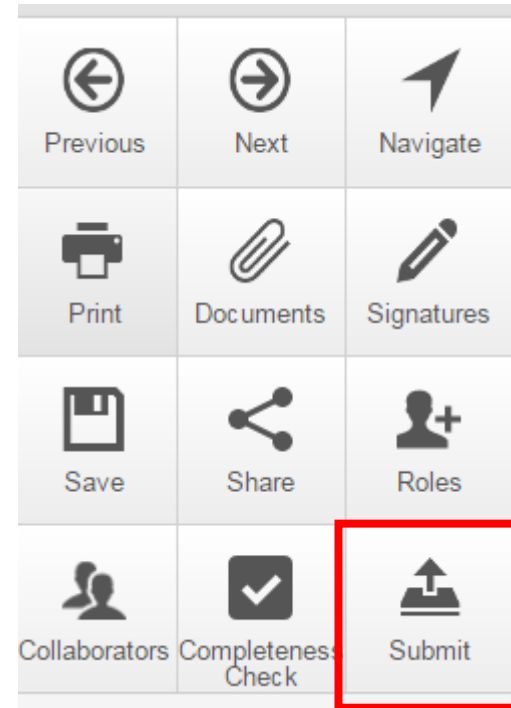 Previous Next Navigate
Print Documents Signatures
Save Share Roles
Collaborators Completeness Check Submit